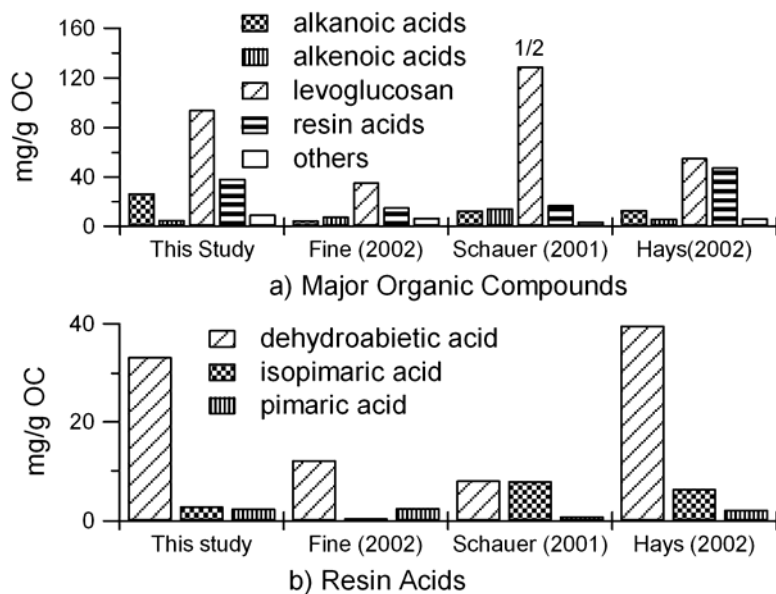 160
120
80
40
0
mg/g OC
alkanoic acids
alkenoic acids
levoglucosan
resin acids
others
1/2
This Study Fine (2002) Schauer (2001) Hays(2002)
a) Major Organic Compounds
40
20
0
mg/g OC
dehydroabietic acid
isopimaric acid
pimaric acid
This study Fine (2002) Schauer (2001) Hays (2002)
b) Resin Acids